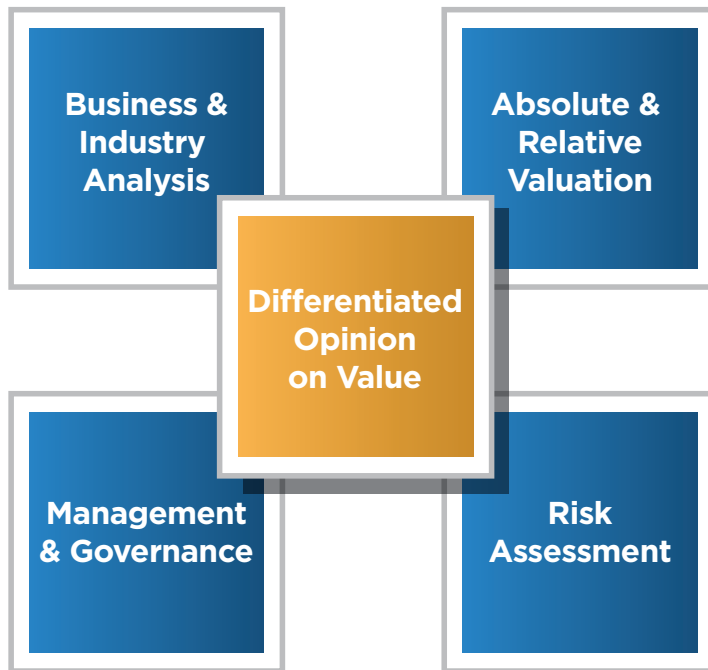 Business &
Industry
Analysis
Absolute &
Relative
Valuation
Differentiated
Opinion
on Value
Management
& Governance
Risk
Assessment